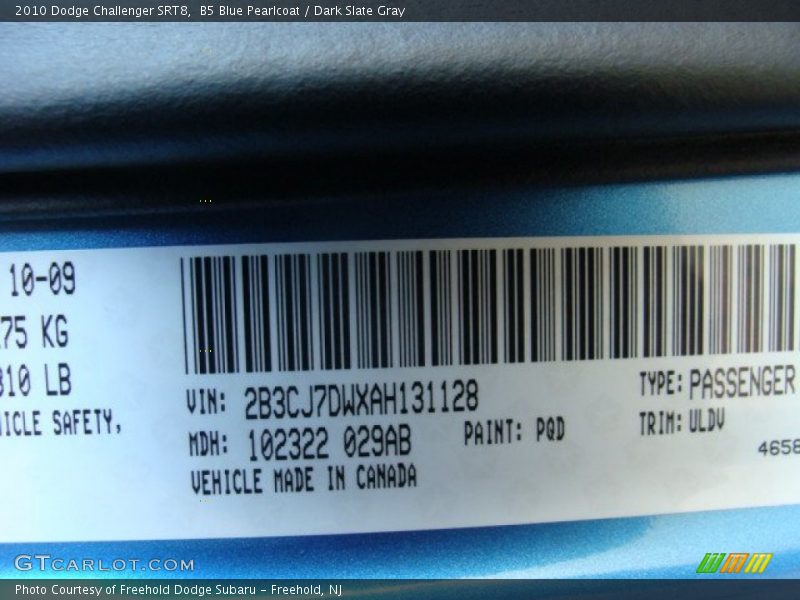 2010 Dodge Challenger SRT8,  B5 Blue Pearlcoat / Dark Slate Gray
10-09
75 KG
810 LB
ICLE SAFETY,
VIN: 2B3CJ7DWXAH131128
TYPE: PASSENGER
MDH: 102322 029AB
PAINT: PQD
TRIM: ULDV
VEHICLE MADE IN CANADA
4658
GTCARLOT.COM
Photo Courtesy of Freehold Dodge Subaru - Freehold, NJ